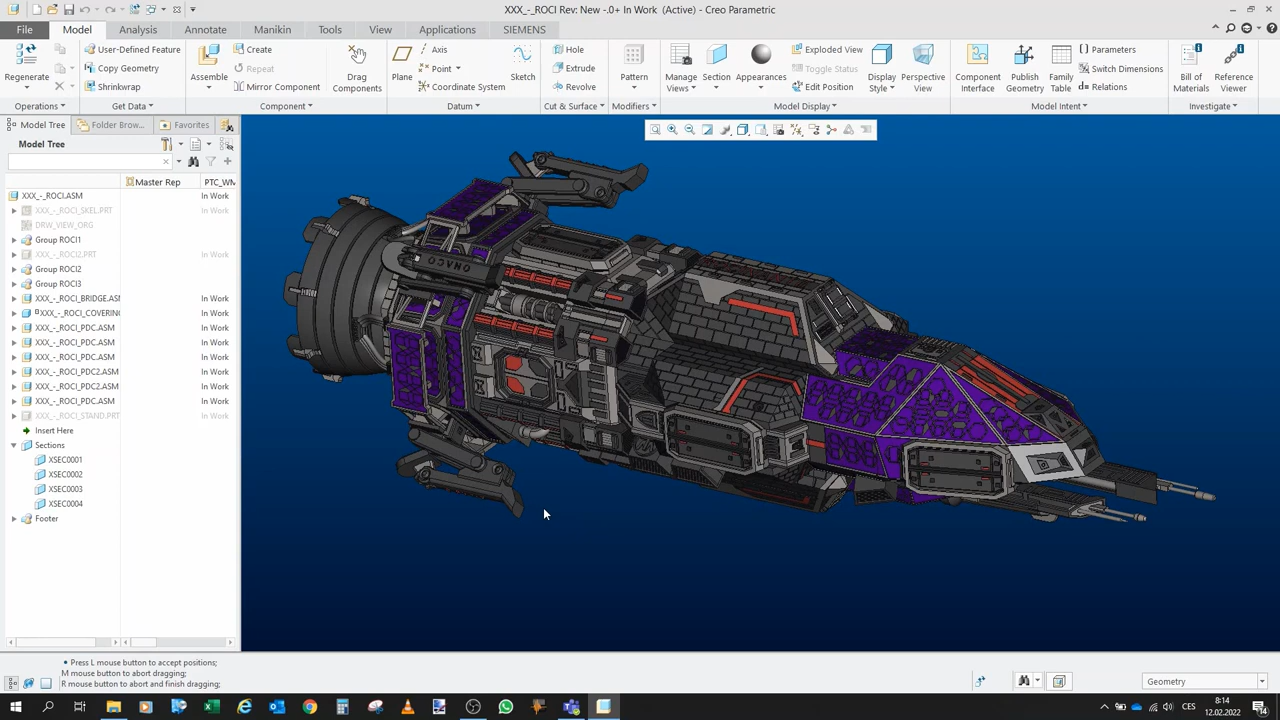 XXX_-_ROCI Rev: New -.0+ In Work (Active) - Creo Parametric
File Model Analysis Annotate Manikin Tools View Applications SIEMENS
Regenerate
User-Defined Feature
Copy Geometry
Shrinkwrap
Assemble
Create
Repeat
Mirror Component
Drag
Components
Plane
Axis
Point
Coordinate System
Sketch
Hole
Extrude
Revolve
Pattern
Manage
Views
Section
Appearances
Exploded View
Toggle Status
Edit Position
Display
Style
Perspective
View
Component
Interface
Publish
Geometry
Family
Table
Parameters
Switch Dimensions
Relations
Bill of
Materials
Reference
Viewer
Operations Get Data Component Datum Cut & Surface Modifiers Model Display Model Intent Investigate
Model Tree Folder Brow... Favorites
Model Tree
Master Rep PTC_WM
XXX_-_ROCI.ASM In Work
XXX_-_ROCI_SKEL.PRT In Work
DRW_VIEW_ORG
Group ROCI1
XXX_-_ROCI2.PRT In Work
Group ROCI2
Group ROCI3
XXX_-_ROCI_BRIDGE.ASM In Work
XXX_-_ROCI_COVERING In Work
XXX_-_ROCI_PDC.ASM In Work
XXX_-_ROCI_PDC.ASM In Work
XXX_-_ROCI_PDC.ASM In Work
XXX_-_ROCI_PDC2.ASM In Work
XXX_-_ROCI_PDC2.ASM In Work
XXX_-_ROCI_PDC.ASM In Work
XXX_-_ROCI_STAND.PRT In Work
Insert Here
Sections
XSEC0001
XSEC0002
XSEC0003
XSEC0004
Footer
• Press L mouse button to accept positions;
M mouse button to abort dragging;
R mouse button to abort and finish dragging;
Geometry
CES
8:14
12.02.2022
14